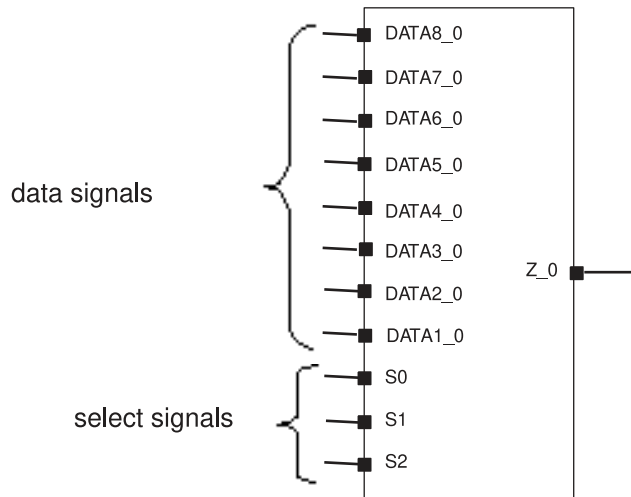 DATA8_0
DATA7_0
DATA6_0
DATA5_0
data signals
DATA4_0
DATA3_0
Z_0
DATA2_0
DATA1_0
S0
select signals
S1
S2